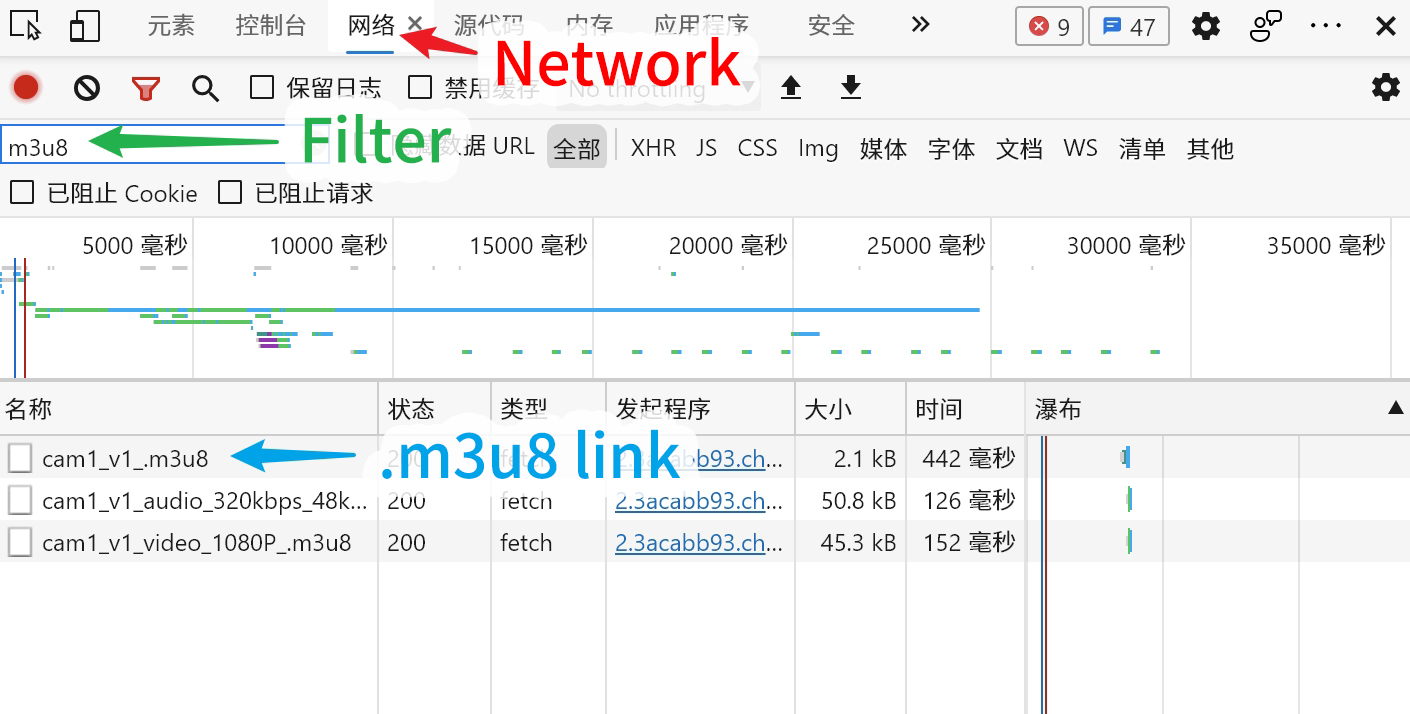 元素 控制台 网络 源代码 内存 应用程序 安全 9 47
Network
保留日志 禁用缓存 No throttling
Filter
m3u8 隐藏数据 URL 全部 XHR JS CSS Img 媒体 字体 文档 WS 清单 其他
已阻止 Cookie 已阻止请求
5000 毫秒 10000 毫秒 15000 毫秒 20000 毫秒 25000 毫秒 30000 毫秒 35000 毫秒
名称 状态 类型 发起程序 大小 时间 瀑布
.m3u8 link
cam1_v1_.m3u8 200 fetch 2.3acabb93.ch... 2.1 kB 442 毫秒
cam1_v1_audio_320kbps_48k... 200 fetch 2.3acabb93.ch... 50.8 kB 126 毫秒
cam1_v1_video_1080P_.m3u8 200 fetch 2.3acabb93.ch... 45.3 kB 152 毫秒